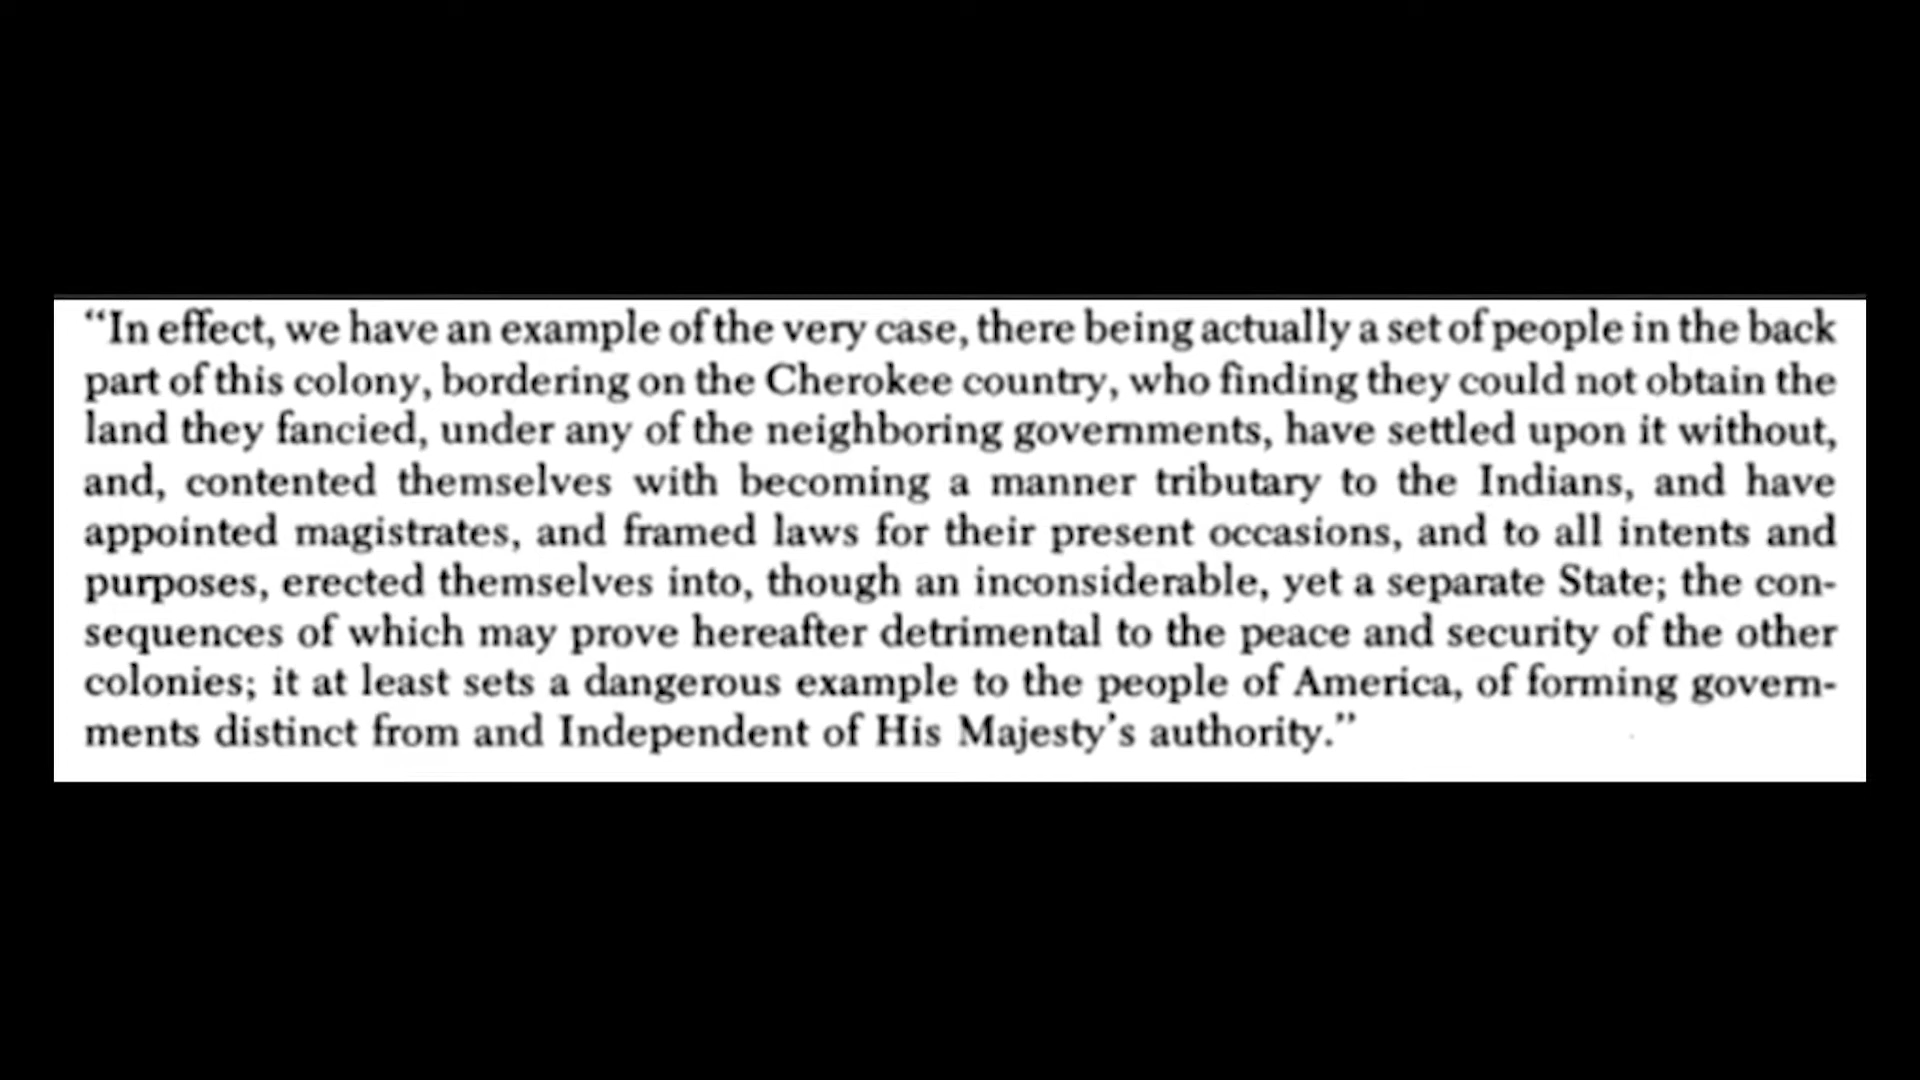 “In effect, we have an example of the very case, there being actually a set of people in the back
part of this colony, bordering on the Cherokee country, who finding they could not obtain the
land they fancied, under any of the neighboring governments, have settled upon it without,
and, contented themselves with becoming a manner tributary to the Indians, and have
appointed magistrates, and framed laws for their present occasions, and to all intents and
purposes, erected themselves into, though an inconsiderable, yet a separate State; the con-
sequences of which may prove hereafter detrimental to the peace and security of the other
colonies; it at least sets a dangerous example to the people of America, of forming govern-
ments distinct from and Independent of His Majesty’s authority.”